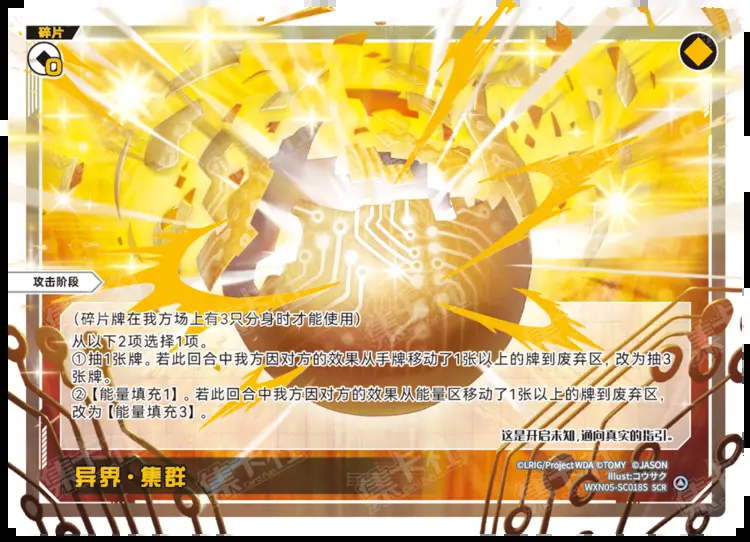 碎片
0
攻击阶段
（碎片牌在我方场上有3只分身时才能使用）
从以下2项选择1项。
①抽1张牌。若此回合中我方因对方的效果从手牌移动了1张以上的牌到废弃区，改为抽3
张牌。
②【能量填充1】。若此回合中我方因对方的效果从能量区移动了1张以上的牌到废弃区，
改为【能量填充3】。
这是开启未知，通向真实的指引。
异界·集群
©LRIG/Project WDA ©TOMY ©JASON
Illust:コウサク
WXN05-SC018S SCR
集卡社